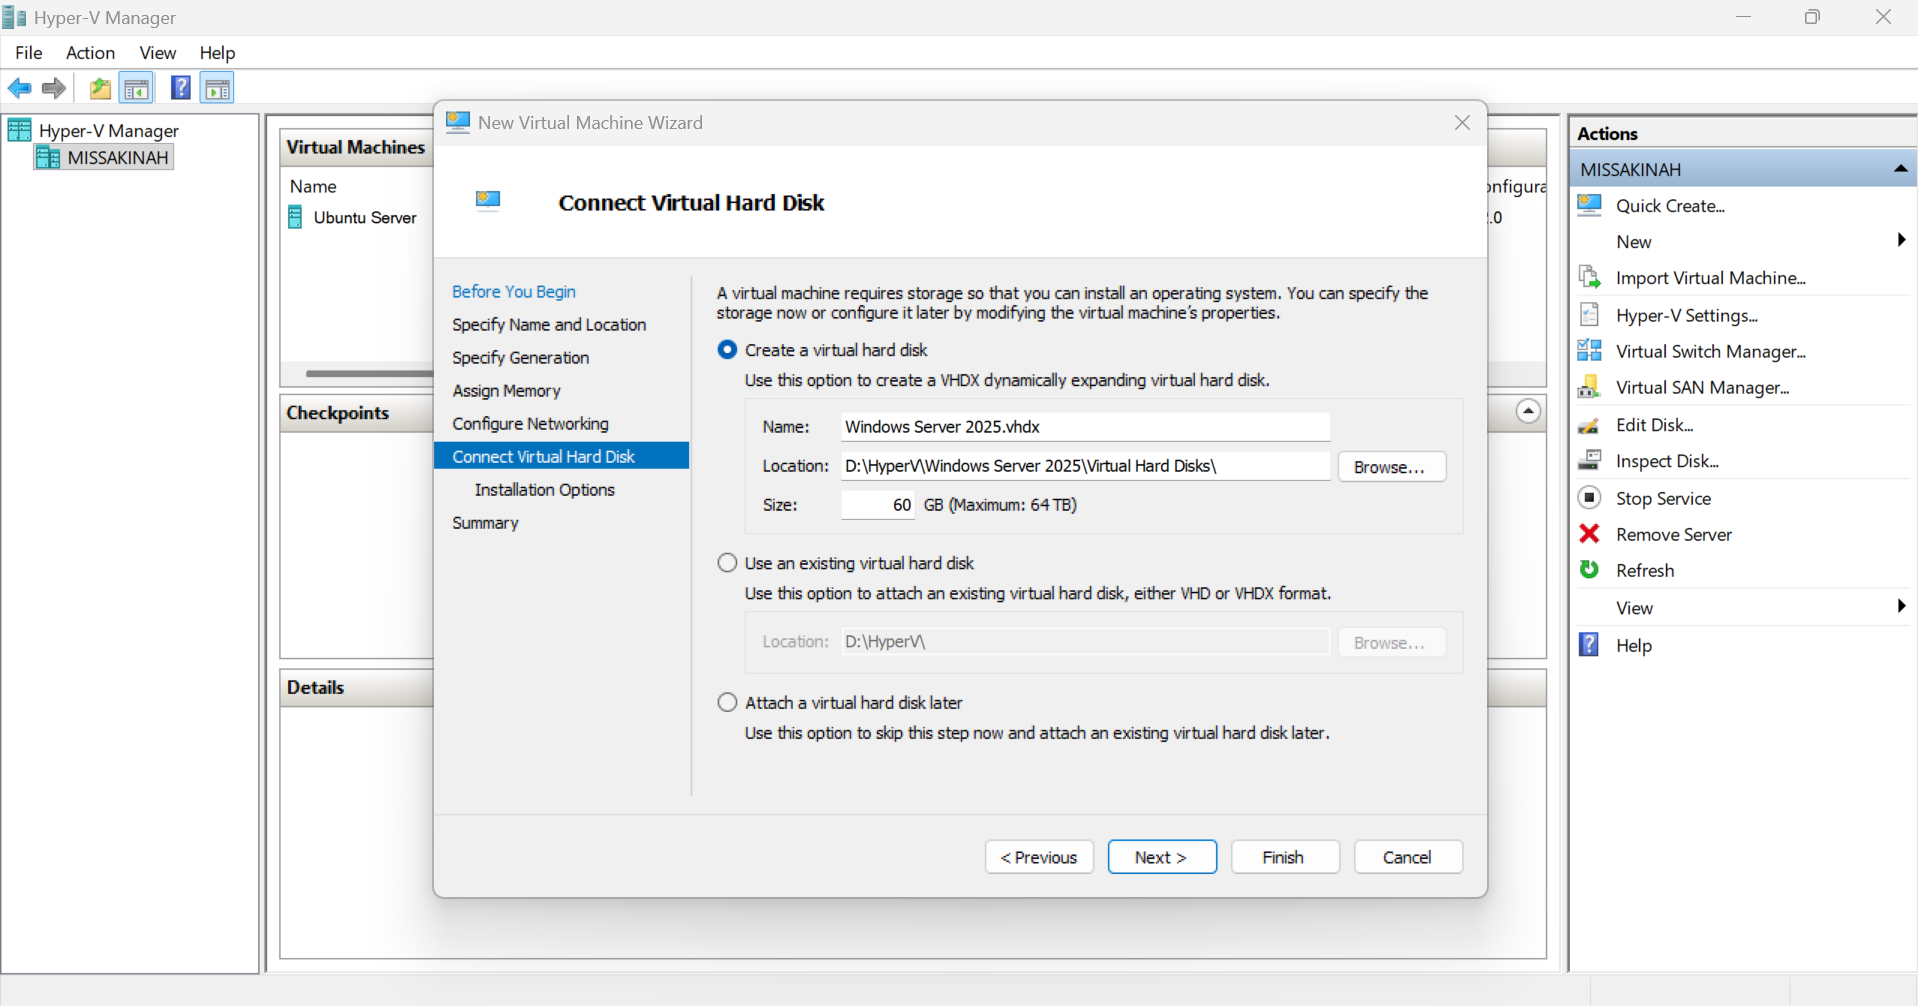 Hyper-V Manager
File Action View Help
Hyper-V Manager
MISSAKINAH
Virtual Machines
Name
Ubuntu Server
Checkpoints
Details
New Virtual Machine Wizard
Connect Virtual Hard Disk
Before You Begin
Specify Name and Location
Specify Generation
Assign Memory
Configure Networking
Connect Virtual Hard Disk
Installation Options
Summary
A virtual machine requires storage so that you can install an operating system. You can specify the
storage now or configure it later by modifying the virtual machine's properties.
Create a virtual hard disk
Use this option to create a VHDX dynamically expanding virtual hard disk.
Name: Windows Server 2025.vhdx
Location: D:\HyperV\Windows Server 2025\Virtual Hard Disks\ Browse...
Size: 60 GB (Maximum: 64 TB)
Use an existing virtual hard disk
Use this option to attach an existing virtual hard disk, either VHD or VHDX format.
Location: D:\HyperV\ Browse...
Attach a virtual hard disk later
Use this option to skip this step now and attach an existing virtual hard disk later.
< Previous Next > Finish Cancel
Actions
MISSAKINAH
Quick Create...
New
Import Virtual Machine...
Hyper-V Settings...
Virtual Switch Manager...
Virtual SAN Manager...
Edit Disk...
Inspect Disk...
Stop Service
Remove Server
Refresh
View
Help